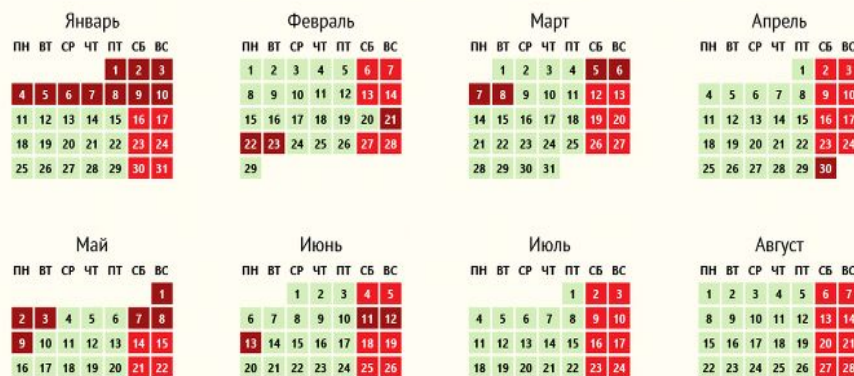 Январь
ПН ВТ СР ЧТ ПТ СБ ВС
1 2 3
4 5 6 7 8 9 10
11 12 13 14 15 16 17
18 19 20 21 22 23 24
25 26 27 28 29 30 31
Февраль
ПН ВТ СР ЧТ ПТ СБ ВС
1 2 3 4 5 6 7
8 9 10 11 12 13 14
15 16 17 18 19 20 21
22 23 24 25 26 27 28
29
Март
ПН ВТ СР ЧТ ПТ СБ ВС
1 2 3 4 5 6
7 8 9 10 11 12 13
14 15 16 17 18 19 20
21 22 23 24 25 26 27
28 29 30 31
Апрель
ПН ВТ СР ЧТ ПТ СБ ВС
1 2 3
4 5 6 7 8 9 10
11 12 13 14 15 16 17
18 19 20 21 22 23 24
25 26 27 28 29 30
Май
ПН ВТ СР ЧТ ПТ СБ ВС
1
2 3 4 5 6 7 8
9 10 11 12 13 14 15
16 17 18 19 20 21 22
Июнь
ПН ВТ СР ЧТ ПТ СБ ВС
1 2 3 4 5
6 7 8 9 10 11 12
13 14 15 16 17 18 19
20 21 22 23 24 25 26
Июль
ПН ВТ СР ЧТ ПТ СБ ВС
1 2 3
4 5 6 7 8 9 10
11 12 13 14 15 16 17
18 19 20 21 22 23 24
Август
ПН ВТ СР ЧТ ПТ СБ ВС
1 2 3 4 5 6 7
8 9 10 11 12 13 14
15 16 17 18 19 20 21
22 23 24 25 26 27 28